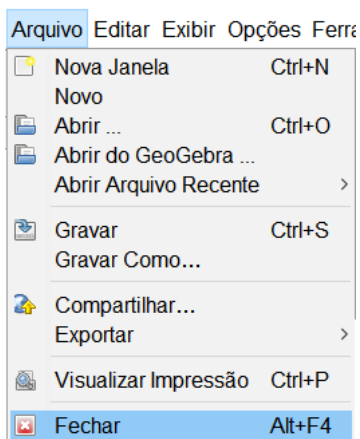 Arquivo Editar Exibir Opções Ferra
Nova Janela Ctrl+N
Novo
Abrir ... Ctrl+O
Abrir do GeoGebra ...
Abrir Arquivo Recente >
Gravar Ctrl+S
Gravar Como...
Compartilhar...
Exportar >
Visualizar Impressão Ctrl+P
Fechar Alt+F4